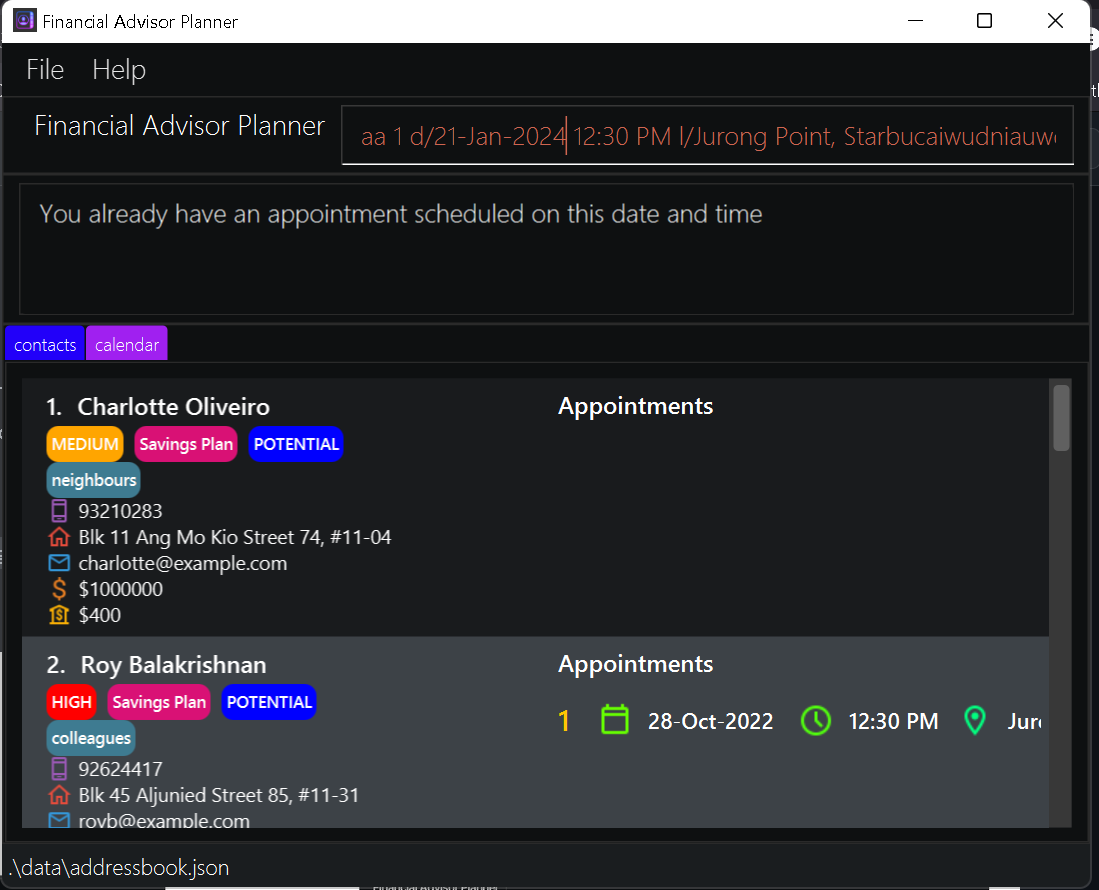 Financial Advisor Planner
File Help
Financial Advisor Planner
aa 1 d/21-Jan-2024 12:30 PM l/Jurong Point, Starbucaiwudniauw
You already have an appointment scheduled on this date and time
contacts calendar
1. Charlotte Oliveiro
Appointments
MEDIUM Savings Plan POTENTIAL
neighbours
93210283
Blk 11 Ang Mo Kio Street 74, #11-04
charlotte@example.com
$1000000
$400
2. Roy Balakrishnan
Appointments
HIGH Savings Plan POTENTIAL
1 28-Oct-2022 12:30 PM Jur
colleagues
92624417
Blk 45 Aljunied Street 85, #11-31
royb@example.com
.\data\addressbook.json